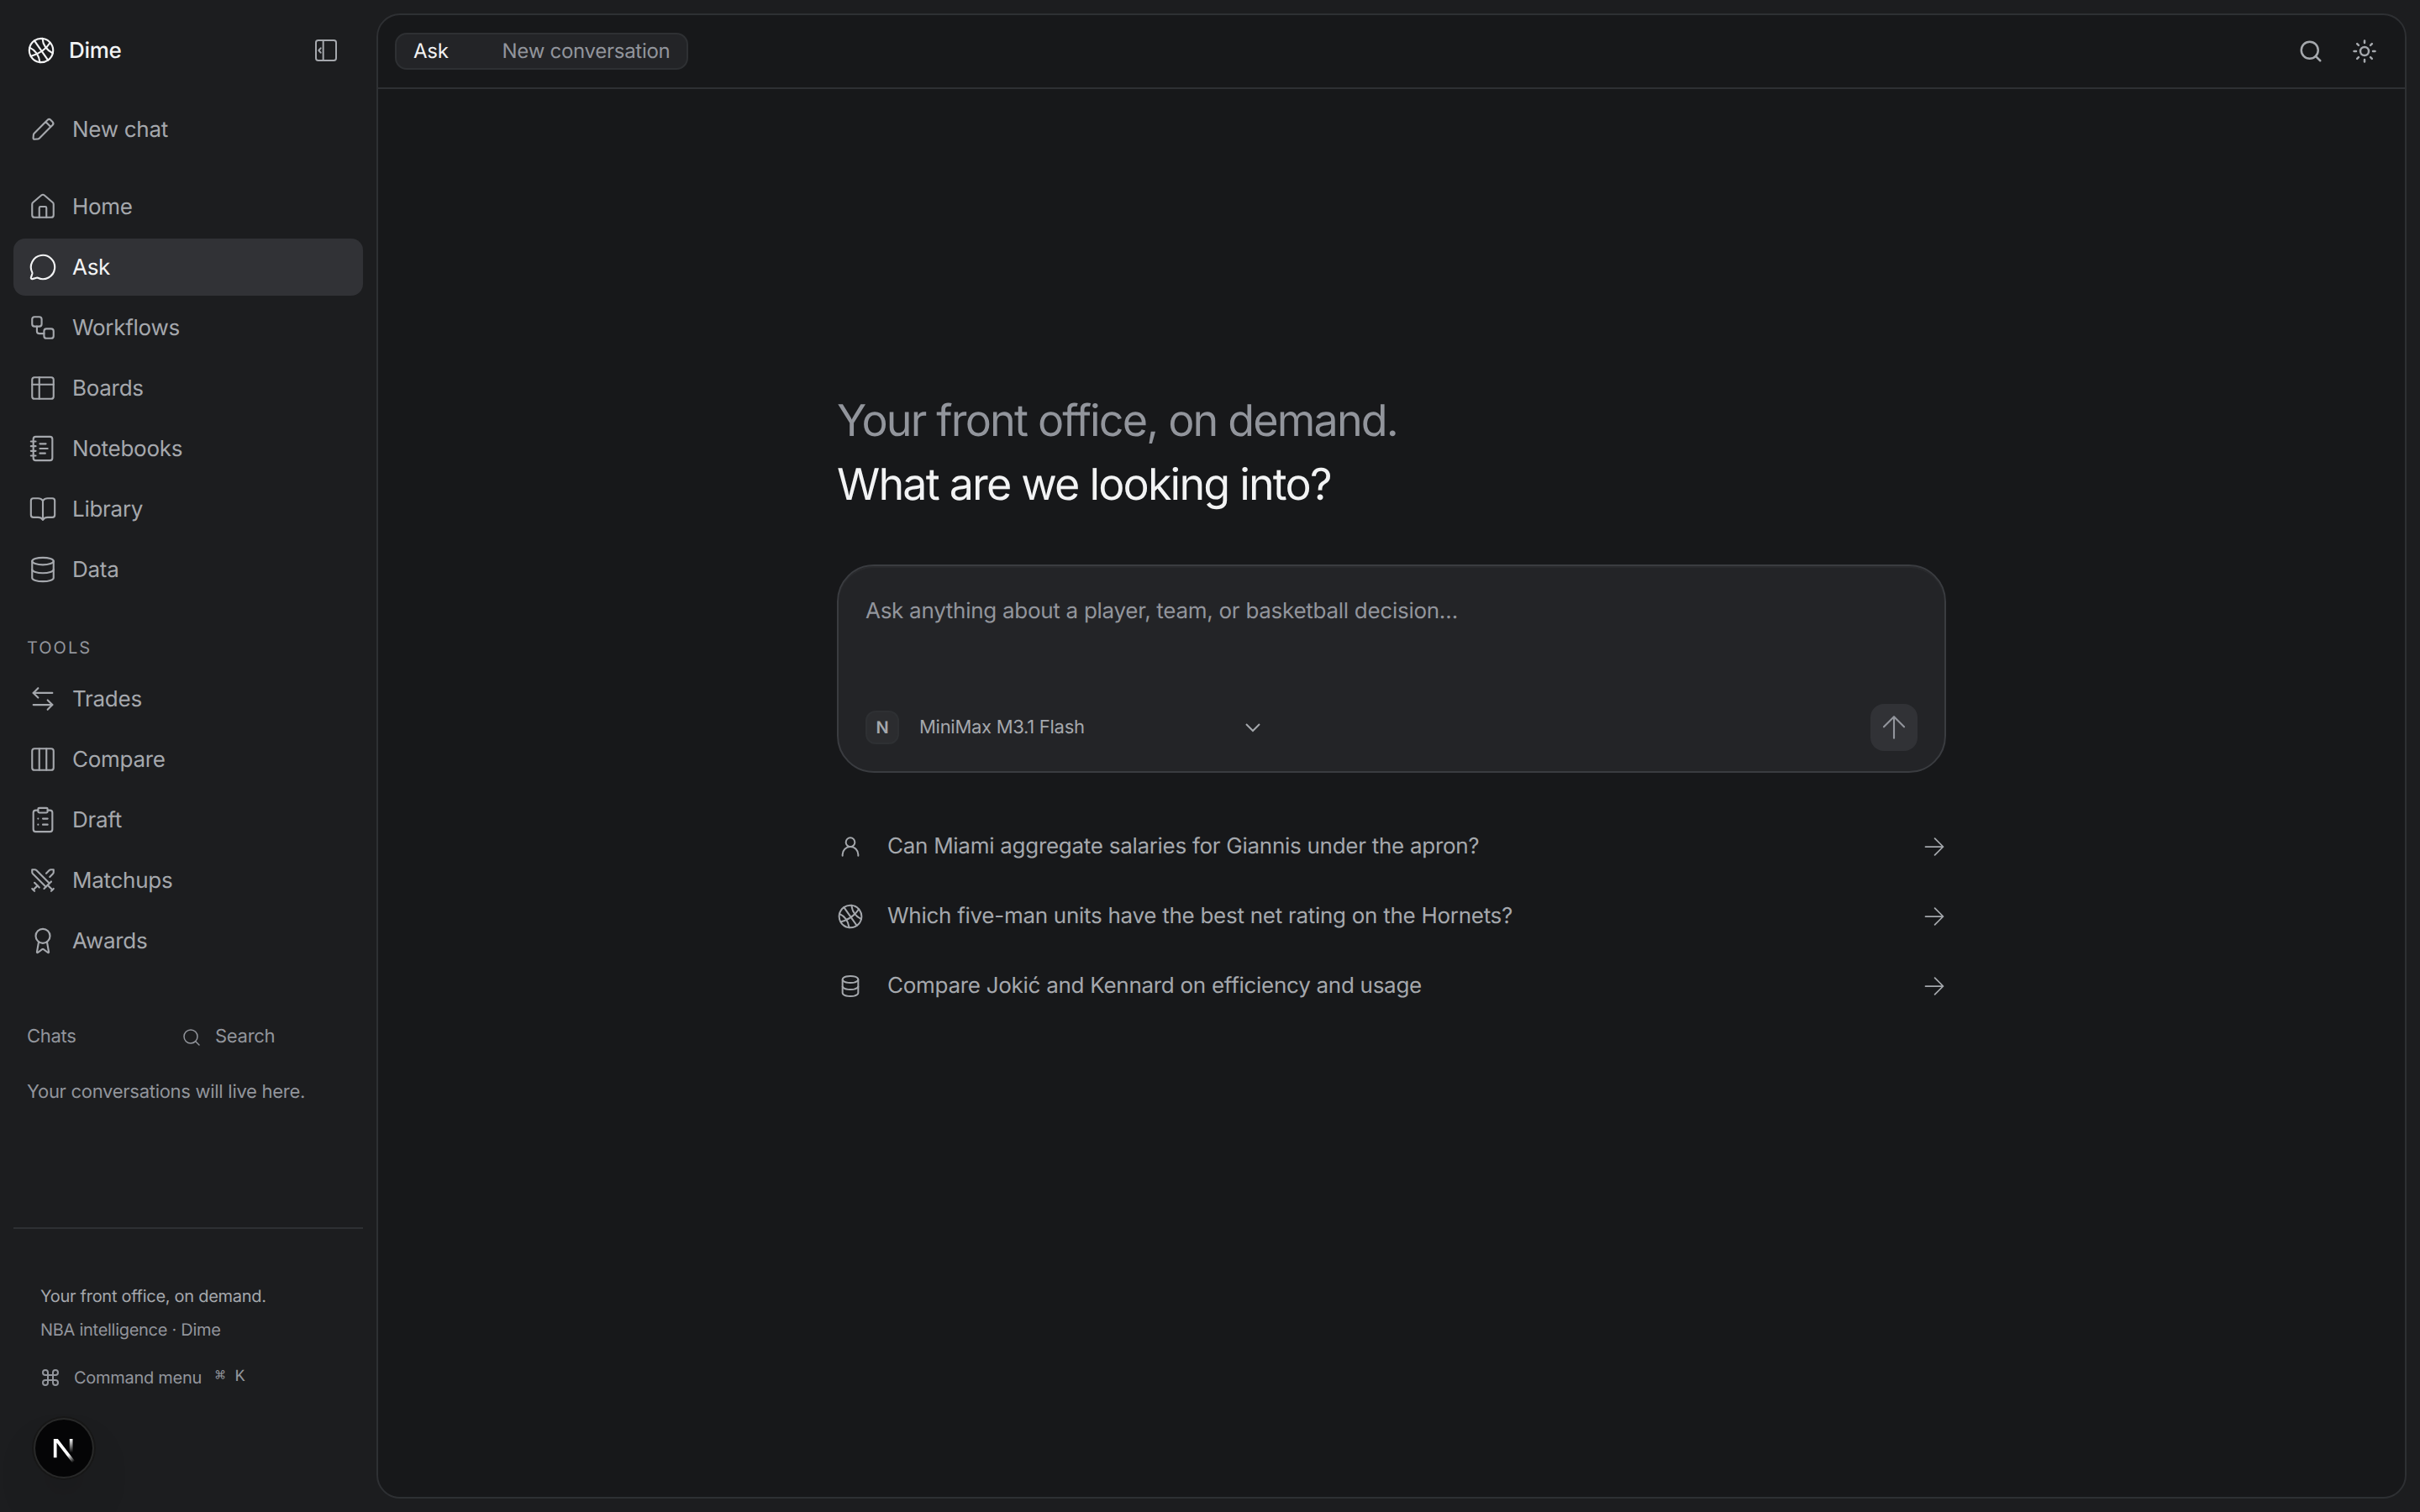 Dime
New chat
Home
Ask
Workflows
Boards
Notebooks
Library
Data
TOOLS
Trades
Compare
Draft
Matchups
Awards
Chats
Search
Your conversations will live here.
Your front office, on demand.
NBA intelligence · Dime
Command menu ⌘ K
N
Ask
New conversation
Your front office, on demand.
What are we looking into?
Ask anything about a player, team, or basketball decision...
N MiniMax M3.1 Flash
Can Miami aggregate salaries for Giannis under the apron?
Which five-man units have the best net rating on the Hornets?
Compare Jokić and Kennard on efficiency and usage